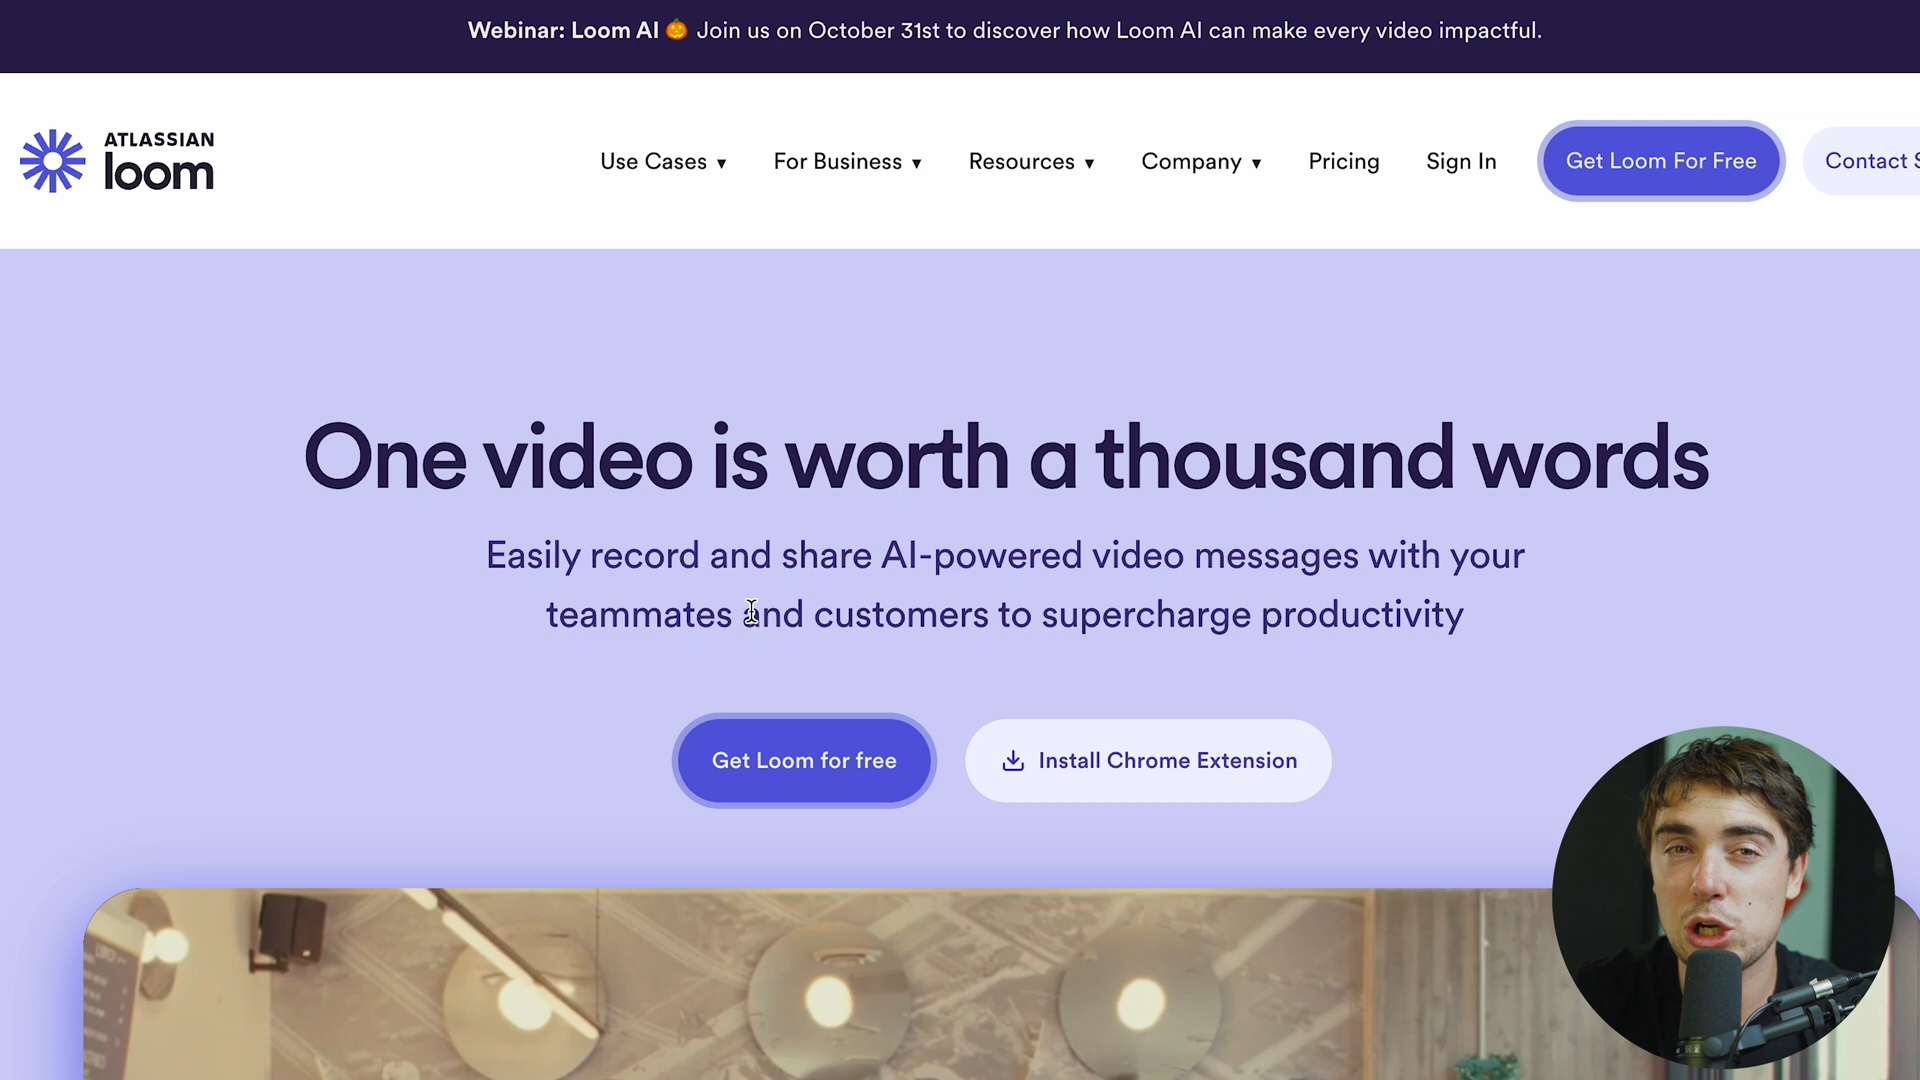 Webinar: Loom AI 🎃 Join us on October 31st to discover how Loom AI can make every video impactful.
ATLASSIAN
loom
Use Cases ▼ For Business ▼ Resources ▼ Company ▼ Pricing Sign In Get Loom For Free Contact
One video is worth a thousand words
Easily record and share AI-powered video messages with your
teammates and customers to supercharge productivity
Get Loom for free Install Chrome Extension